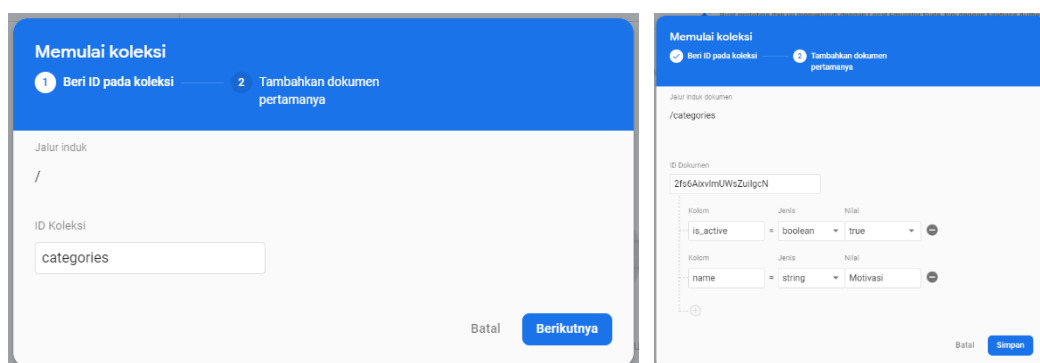 Memulai koleksi
1 Beri ID pada koleksi 2 Tambahkan dokumen
pertamanya
Jalur induk
/
ID Koleksi
categories
Batal Berikutnya
Memulai koleksi
Beri ID pada koleksi 2 Tambahkan dokumen
pertamanya
Jalur induk dokumen
/categories
ID Dokumen
2fs6AixvlmUWsZuiIgcN
Kolom Jenis Nilai
is_active = boolean true
Kolom Jenis Nilai
name = string Motivasi
Batal Simpan